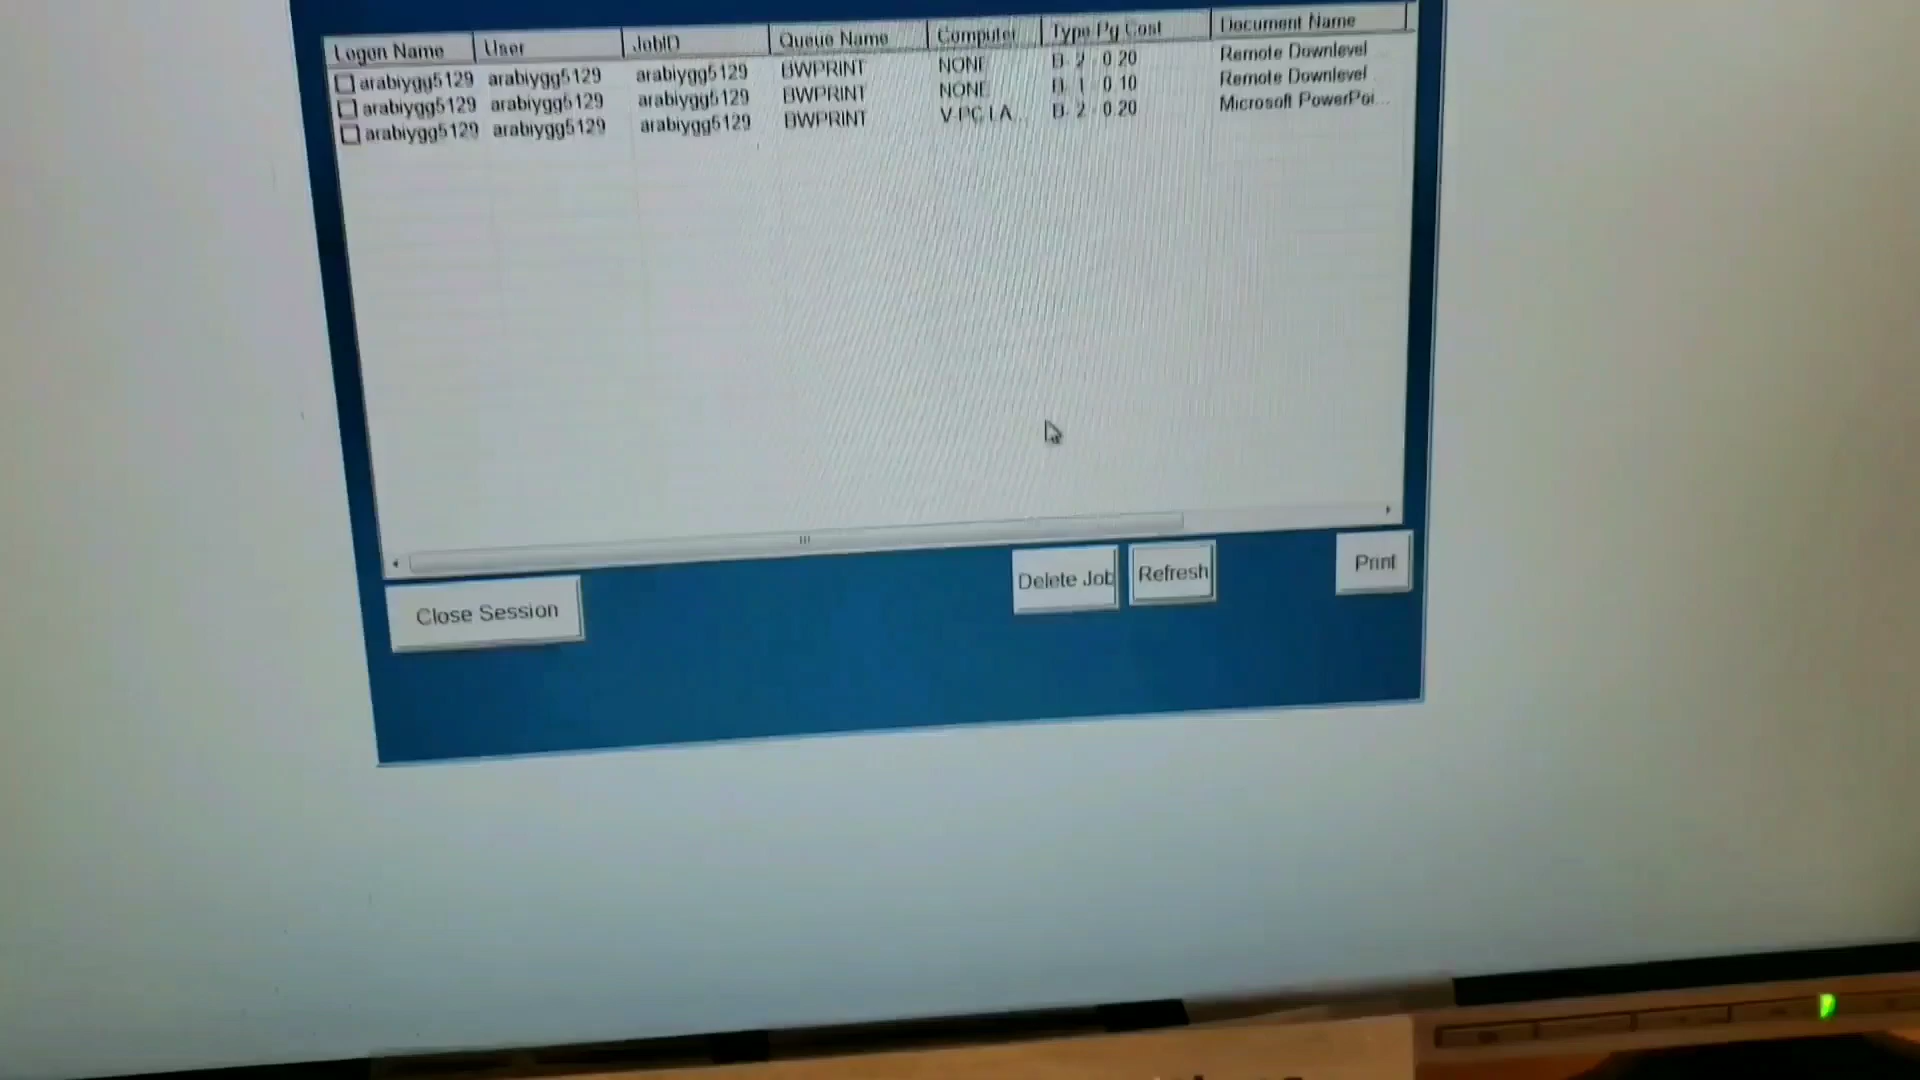 Logon Name User JobID Queue Name Computer Type Pg Cost Document Name
arabiygg5129 arabiygg5129 arabiygg5129 BWPRINT NONE B- 2 - 0.20 Remote Downlevel
arabiygg5129 arabiygg5129 arabiygg5129 BWPRINT NONE B- 1 - 0.10 Remote Downlevel
arabiygg5129 arabiygg5129 arabiygg5129 BWPRINT V-PC-LA... B- 2 - 0.20 Microsoft PowerPoi...
Close Session Delete Job Refresh Print